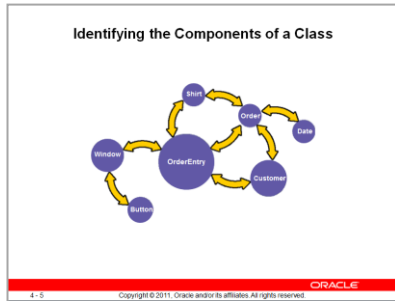 Identifying the Components of a Class
Shirt
Order
Date
Window
OrderEntry
Customer
Button
ORACLE
4 - 5
Copyright © 2011, Oracle and/or its affiliates. All rights reserved.